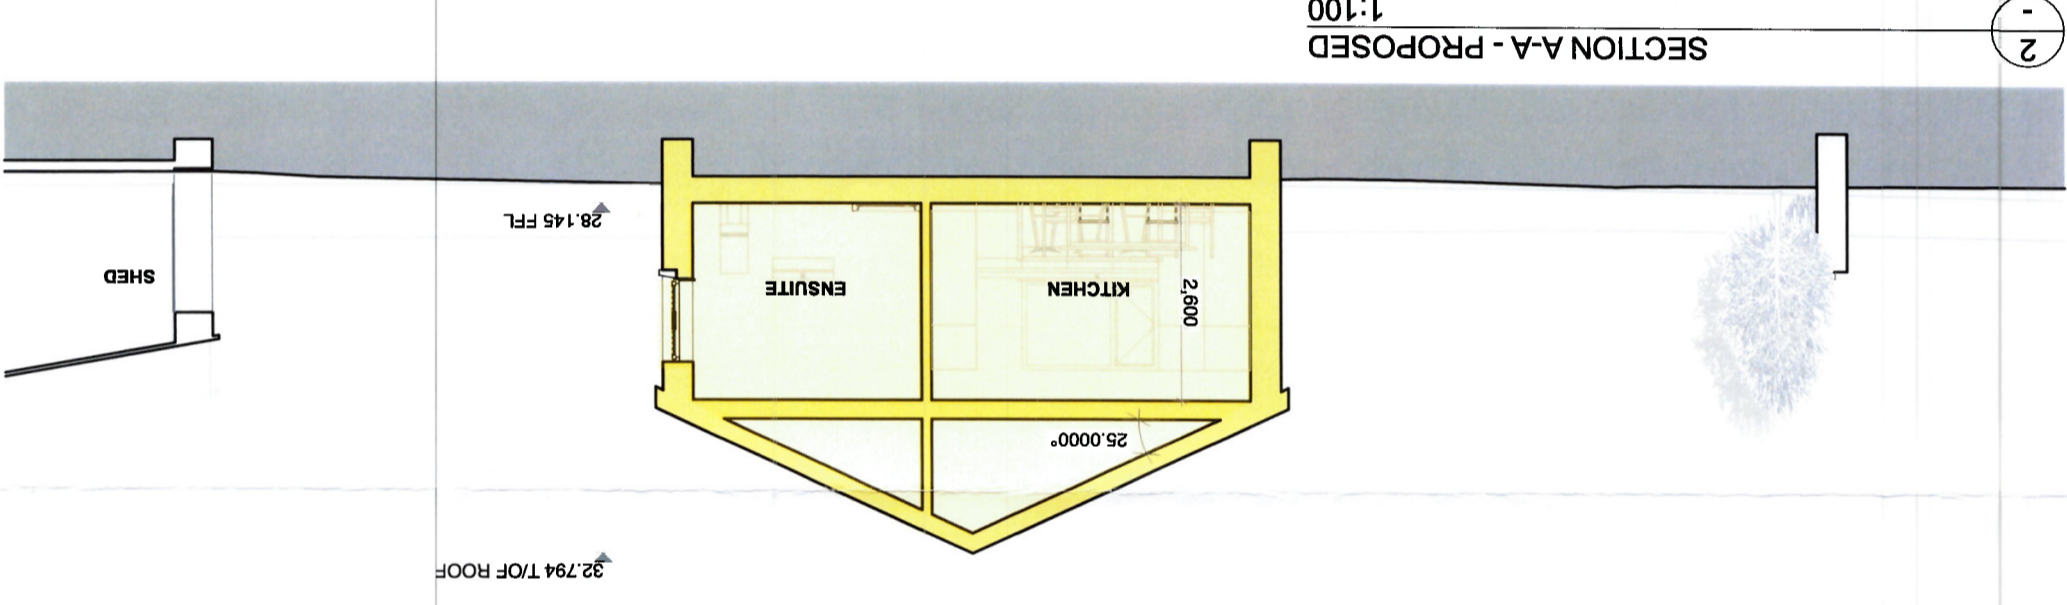 32.794 T/OF ROOF
25.0000°
2,600
KITCHEN
ENSUITE
SHED
28.145 FFL
2
-
SECTION A-A - PROPOSED
1:100